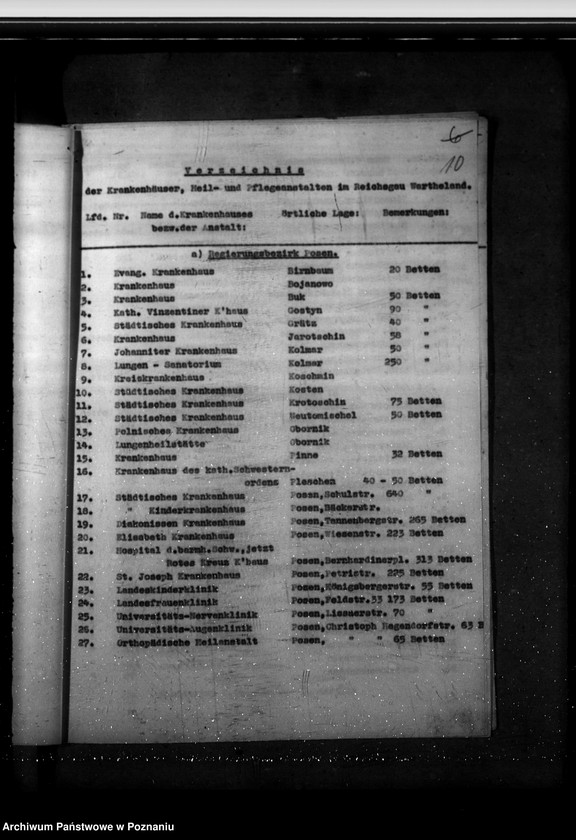 6
10
Verzeichnis
der Krankenhäuser, Heil- und Pflegeanstalten im Reichsgau Wartheland.
Lfd. Nr. Name d.Krankenhauses örtliche Lage: Bemerkungen:
bezw.der Anstalt:
a) Regierungsbezirk Posen.
1. Evang. Krankenhaus Birnbaum 20 Betten
2. Krankenhaus Bojanowo
3. Krankenhaus Buk 50 Betten
4. Kath. Vinzentiner K'haus Gostyn 90 "
5. Städtisches Krankenhaus Grätz 40 "
6. Krankenhaus Jarotschin 58 "
7. Johanniter Krankenhaus Kolmar 50 "
8. Lungen - Sanatorium Kolmar 250 "
9. Kreiskrankenhaus Koschmin
10. Städtisches Krankenhaus Kosten
11. Städtisches Krankenhaus Krotoschin 75 Betten
12. Städtisches Krankenhaus Neutomischel 50 Betten
13. Polnisches Krankenhaus Obornik
14. Lungenheilstätte Obornik
15. Krankenhaus Pinne 32 Betten
16. Krankenhaus des kath.Schwestern-
ordens Pleschen 40 - 50 Betten
17. Städtisches Krankenhaus Posen,Schulstr. 640 "
18. " Kinderkrankenhaus Posen,Bäckerstr.
19. Diakonissen Krankenhaus Posen,Tannenbergstr. 265 Betten
20. Elisabeth Krankenhaus Posen,Wiesenstr. 223 Betten
21. Hospital d.barmh.Schw.,jetzt
Rotes Kreuz K'haus Posen,Bernhardinerpl. 313 Betten
22. St. Joseph Krankenhaus Posen,Petristr. 225 Betten
23. Landeskinderklinik Posen,Königsbergerstr. 55 Betten
24. Landesfrauenklinik Posen,Feldstr.33 173 Betten
25. Universitäts-Nervenklinik Posen,Lissaerstr. 70 "
26. Universitäts-Augenklinik Posen,Christoph Hegendorfstr. 63 B
27. Orthopädische Heilanstalt Posen, " " 65 Betten
Archiwum Państwowe w Poznaniu